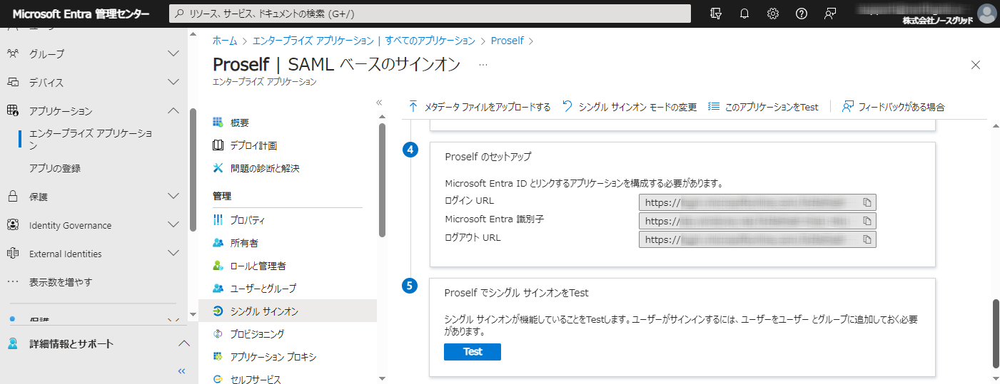 Microsoft Entra 管理センター
リソース、サービス、ドキュメントの検索 (G+/)
株式会社ノースグリッド
グループ
デバイス
アプリケーション
エンタープライズ アプリケーショ
ン
アプリの登録
保護
Identity Governance
External Identities
表示数を増やす
保護
詳細情報とサポート
ホーム > エンタープライズ アプリケーション | すべてのアプリケーション > Proself >
Proself | SAML ベースのサインオン ...
エンタープライズ アプリケーション
概要
デプロイ計画
問題の診断と解決
管理
プロパティ
所有者
ロールと管理者
ユーザーとグループ
シングル サインオン
プロビジョニング
アプリケーション プロキシ
セルフサービス
メタデータ ファイルをアップロードする シングル サインオン モードの変更 このアプリケーションをTest フィードバックがある場合
4
Proself のセットアップ
Microsoft Entra ID とリンクするアプリケーションを構成する必要があります。
ログイン URL https://
Microsoft Entra 識別子 https://
ログアウト URL https://
5
Proself でシングル サインオンをTest
シングル サインオンが機能していることをTestします。ユーザーがサインインするには、ユーザーをユーザー とグループに追加しておく必要
があります。
Test